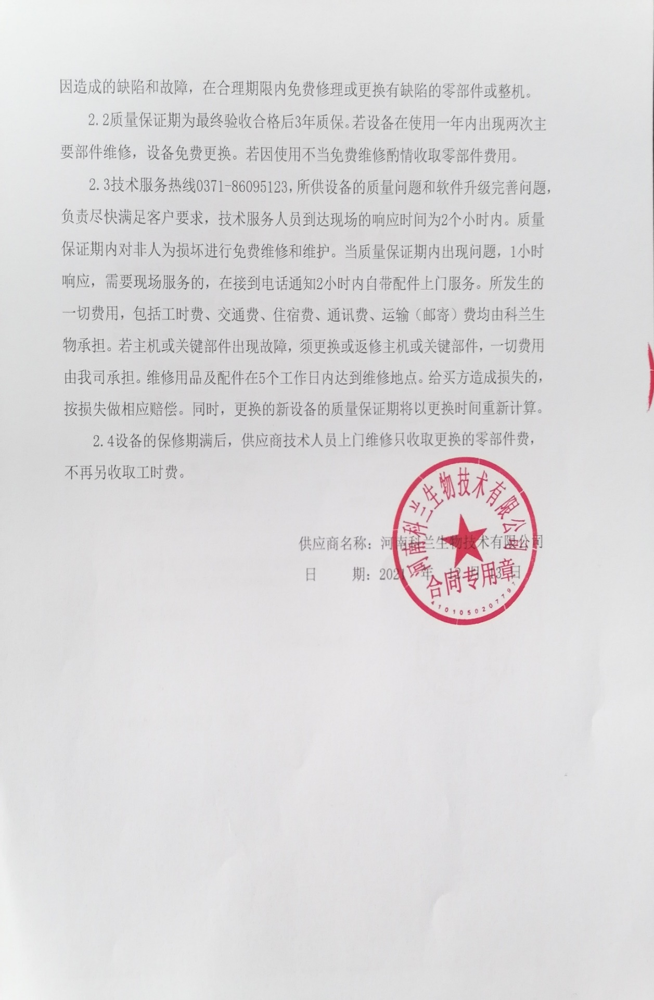 因造成的缺陷和故障，在合理期限内免费修理或更换有缺陷的零部件或整机。
2.2质量保证期为最终验收合格后3年质保。若设备在使用一年内出现两次主
要部件维修，设备免费更换。若因使用不当免费维修酌情收取零部件费用。
2.3技术服务热线0371-86095123,所供设备的质量问题和软件升级完善问题，
负责尽快满足客户要求，技术服务人员到达现场的响应时间为2个小时内。质量
保证期内对非人为损坏进行免费维修和维护。当质量保证期内出现问题，1小时
响应，需要现场服务的，在接到电话通知2小时内自带配件上门服务。所发生的
一切费用，包括工时费、交通费、住宿费、通讯费、运输（邮寄）费均由科兰生
物承担。若主机或关键部件出现故障，须更换或返修主机或关键部件，一切费用
由我司承担。维修用品及配件在5个工作日内达到维修地点。给买方造成损失的，
按损失做相应赔偿。同时，更换的新设备的质量保证期将以更换时间重新计算。
2.4设备的保修期满后，供应商技术人员上门维修只收取更换的零部件费，
不再另收取工时费。
供应商名称：河南科兰生物技术有限公司
日 期：2021 年 12 月 13 日
河南科兰生物技术有限公司
合同专用章
4101050207797